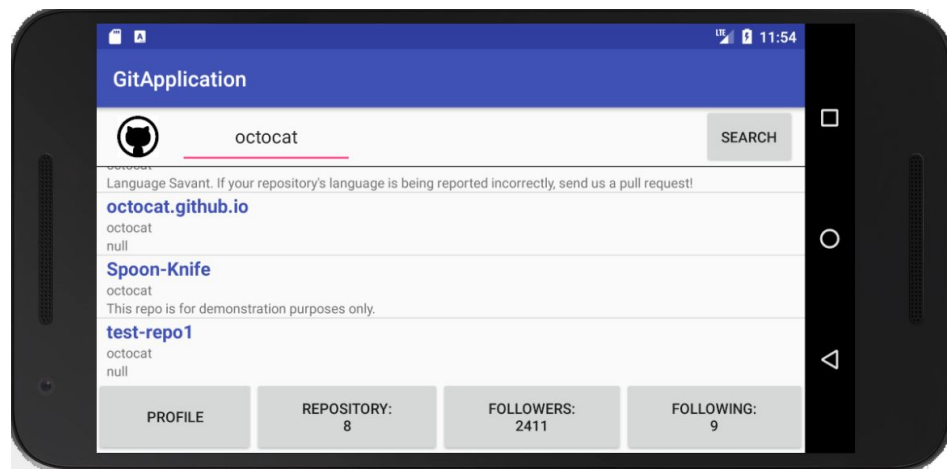 LTE 11:54
GitApplication
octocat
SEARCH
octocat
Language Savant. If your repository's language is being reported incorrectly, send us a pull request!
octocat.github.io
octocat
null
Spoon-Knife
octocat
This repo is for demonstration purposes only.
test-repo1
octocat
null
PROFILE
REPOSITORY:
8
FOLLOWERS:
2411
FOLLOWING:
9